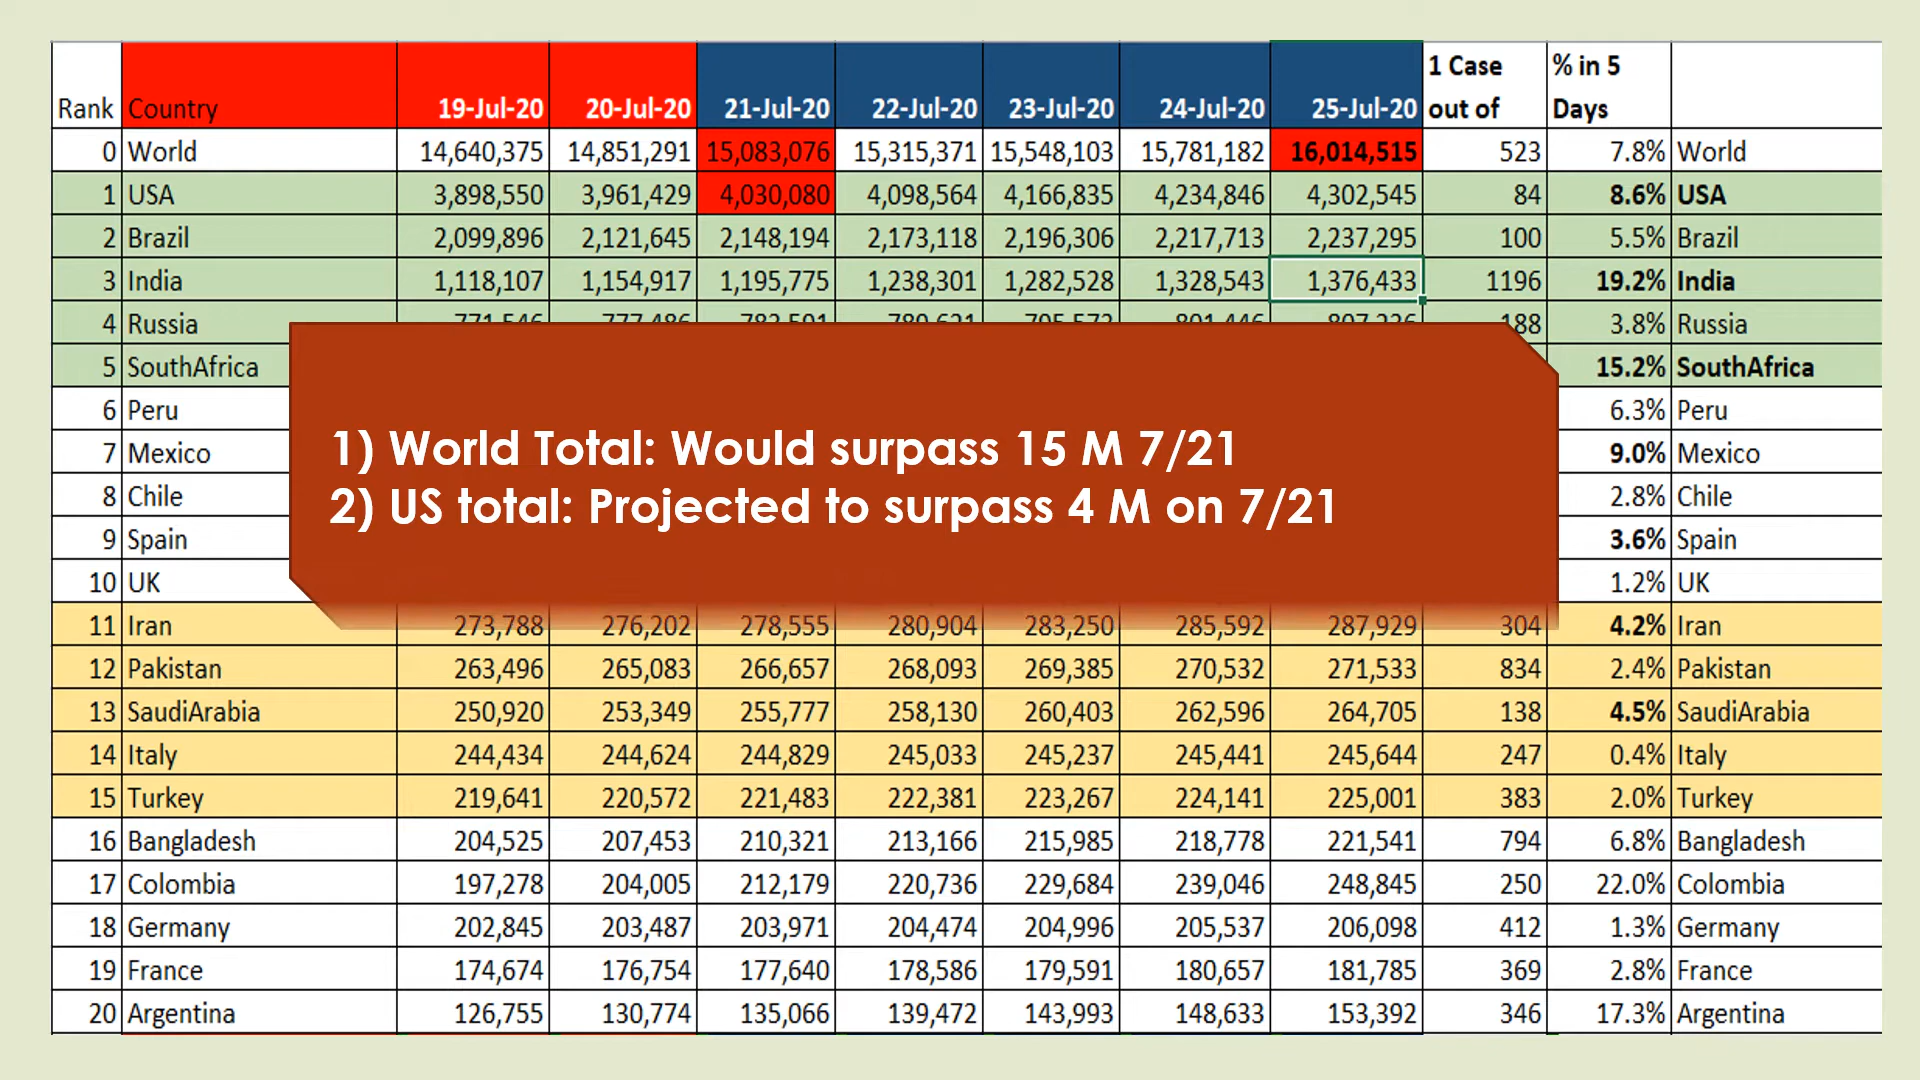 Rank Country 19-Jul-20 20-Jul-20 21-Jul-20 22-Jul-20 23-Jul-20 24-Jul-20 25-Jul-20 1 Case out of % in 5 Days
0 World 14,640,375 14,851,291 15,083,076 15,315,371 15,548,103 15,781,182 16,014,515 523 7.8% World
1 USA 3,898,550 3,961,429 4,030,080 4,098,564 4,166,835 4,234,846 4,302,545 84 8.6% USA
2 Brazil 2,099,896 2,121,645 2,148,194 2,173,118 2,196,306 2,217,713 2,237,295 100 5.5% Brazil
3 India 1,118,107 1,154,917 1,195,775 1,238,301 1,282,528 1,328,543 1,376,433 1196 19.2% India
4 Russia 3.8% Russia
5 SouthAfrica 15.2% SouthAfrica
6 Peru 6.3% Peru
7 Mexico 9.0% Mexico
8 Chile 2.8% Chile
9 Spain 3.6% Spain
10 UK 1.2% UK
1) World Total: Would surpass 15 M 7/21
2) US total: Projected to surpass 4 M on 7/21
11 Iran 273,788 276,202 278,555 280,904 283,250 285,592 287,929 304 4.2% Iran
12 Pakistan 263,496 265,083 266,657 268,093 269,385 270,532 271,533 834 2.4% Pakistan
13 SaudiArabia 250,920 253,349 255,777 258,130 260,403 262,596 264,705 138 4.5% SaudiArabia
14 Italy 244,434 244,624 244,829 245,033 245,237 245,441 245,644 247 0.4% Italy
15 Turkey 219,641 220,572 221,483 222,381 223,267 224,141 225,001 383 2.0% Turkey
16 Bangladesh 204,525 207,453 210,321 213,166 215,985 218,778 221,541 794 6.8% Bangladesh
17 Colombia 197,278 204,005 212,179 220,736 229,684 239,046 248,845 250 22.0% Colombia
18 Germany 202,845 203,487 203,971 204,474 204,996 205,537 206,098 412 1.3% Germany
19 France 174,674 176,754 177,640 178,586 179,591 180,657 181,785 369 2.8% France
20 Argentina 126,755 130,774 135,066 139,472 143,993 148,633 153,392 346 17.3% Argentina